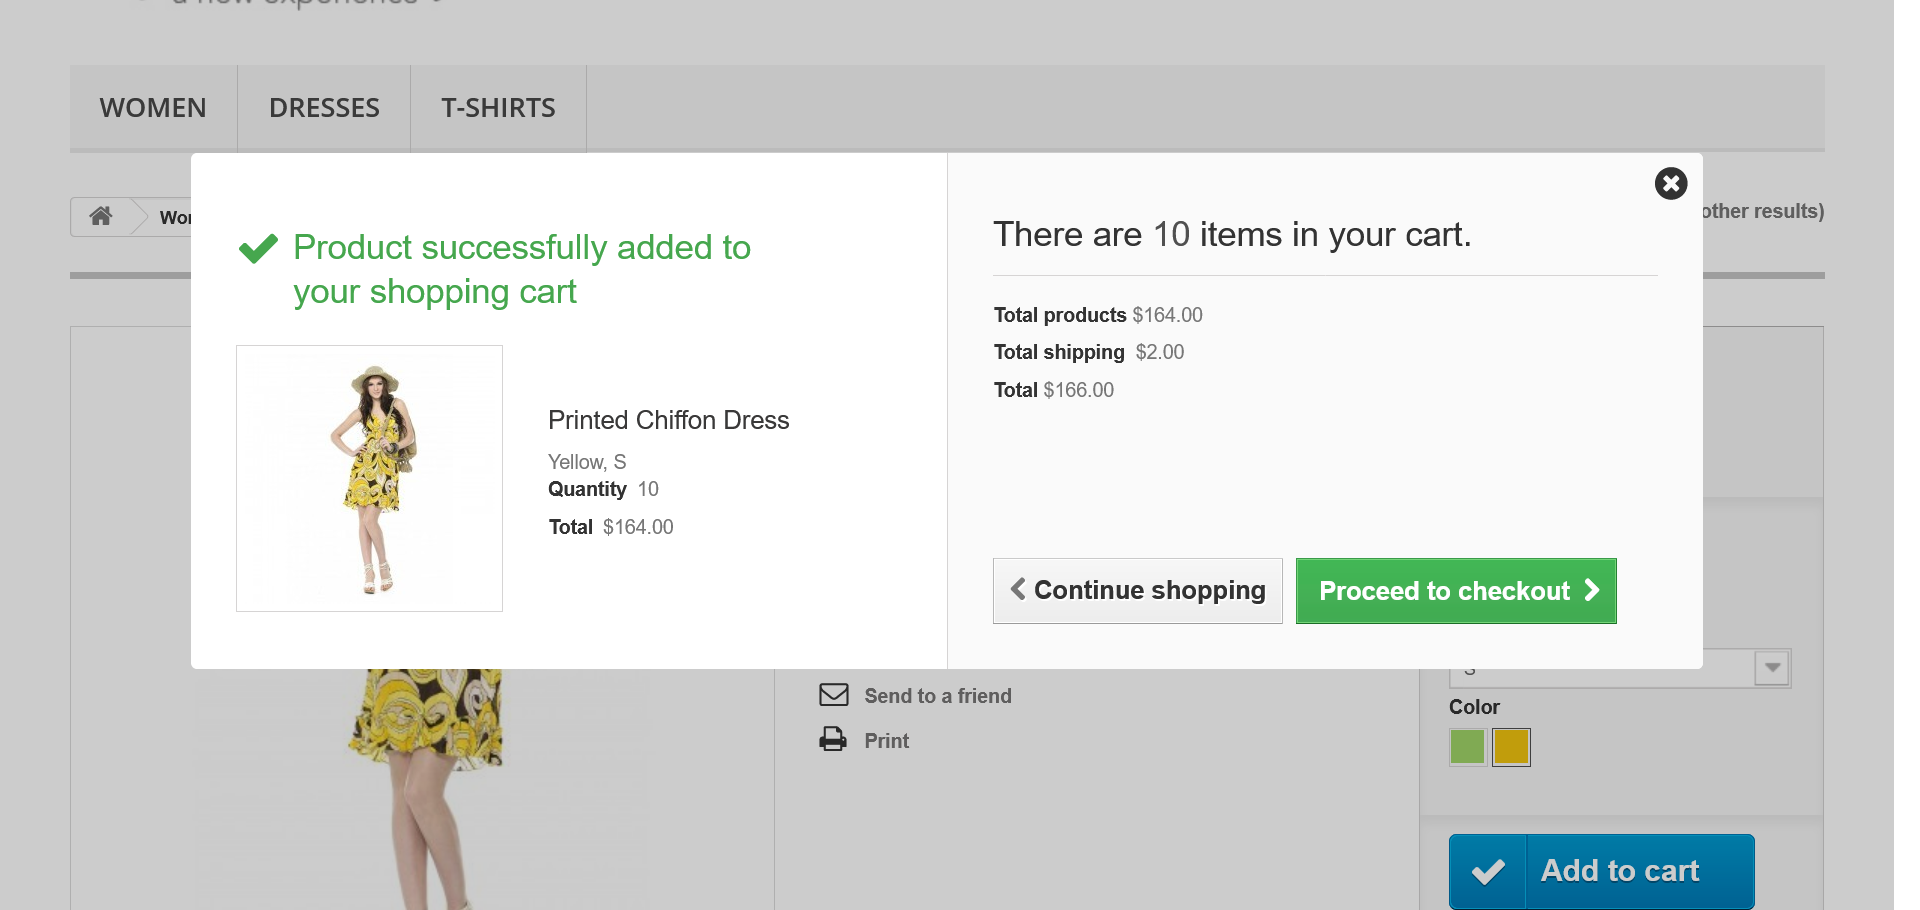 a new experience
WOMEN
DRESSES
T-SHIRTS
other results)
Product successfully added to
your shopping cart
Printed Chiffon Dress
Yellow, S
Quantity 10
Total $164.00
There are 10 items in your cart.
Total products $164.00
Total shipping $2.00
Total $166.00
Continue shopping
Proceed to checkout
Send to a friend
Print
S
Color
Add to cart